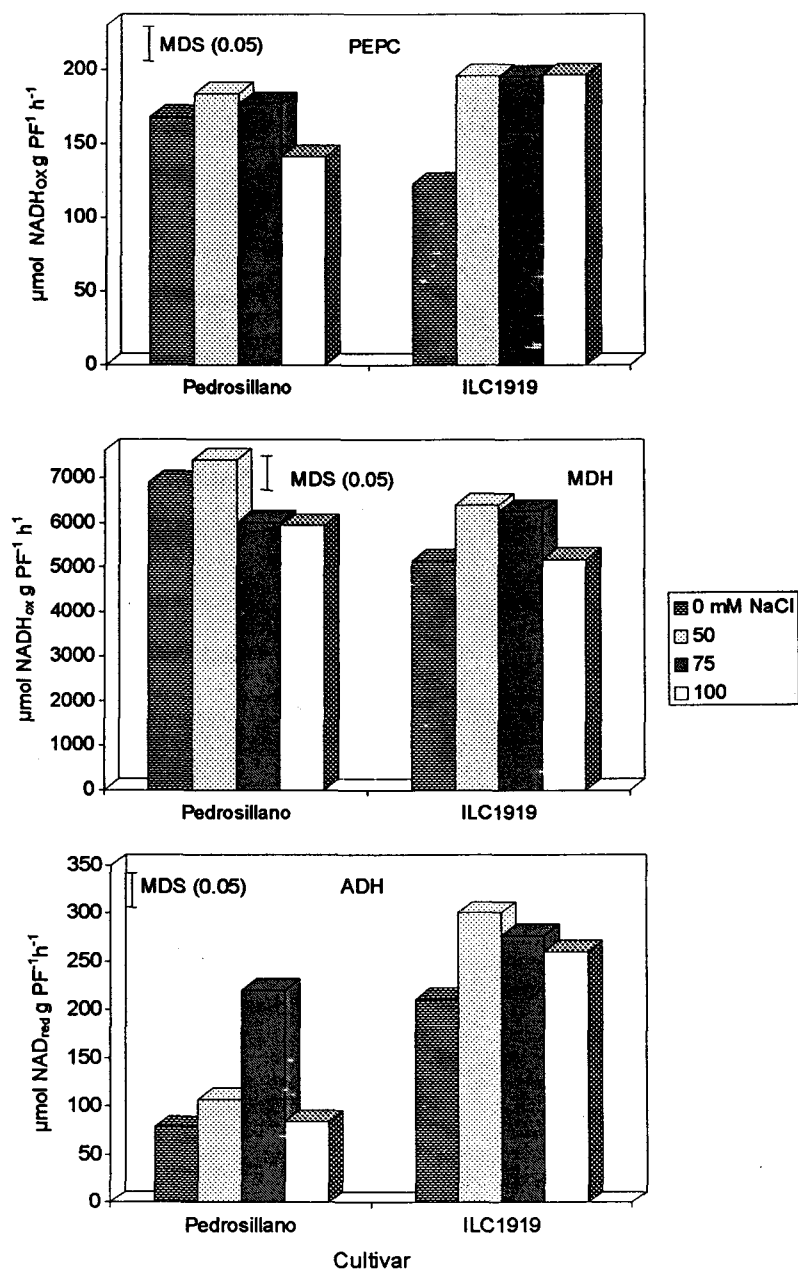 MDS (0.05) PEPC
200
150
100
50
0
µmol NADHox g PF¹ h⁻¹
Pedrosillano ILC1919
7000
6000
5000
4000
3000
2000
1000
0
µmol NADHox g PF⁻¹ h¹
MDS (0.05) MDH
Pedrosillano ILC1919
0 mM NaCl
50
75
100
350
300
250
200
150
100
50
0
µmol NADred g PF⁻¹h⁻¹
MDS (0.05) ADH
Pedrosillano ILC1919
Cultivar